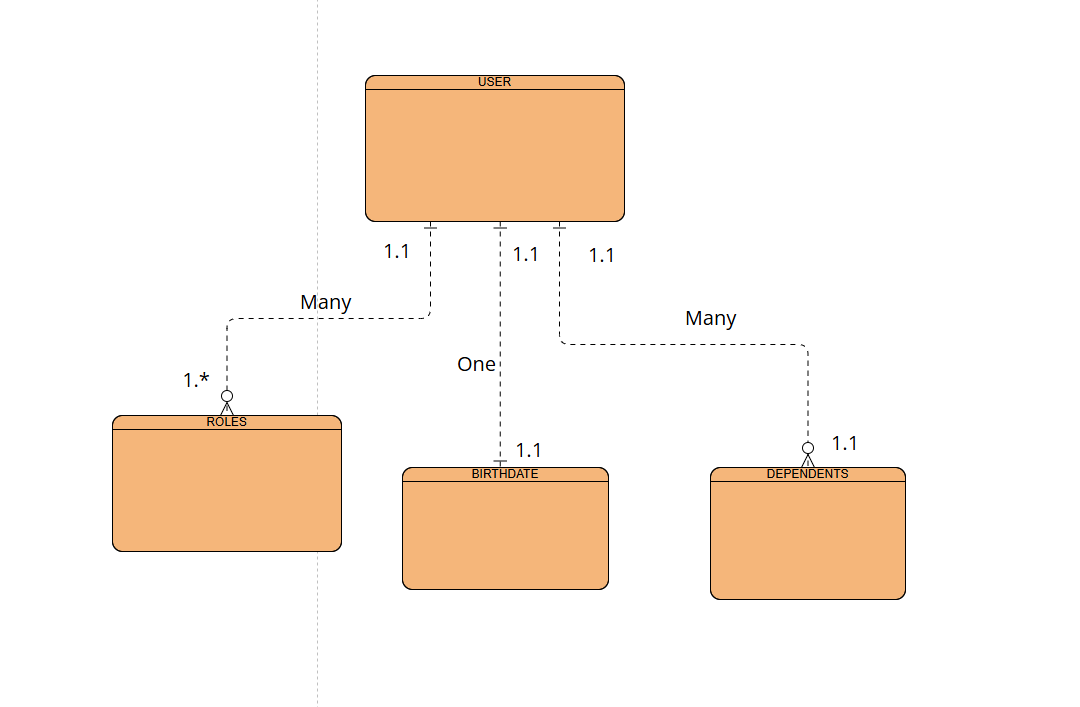 USER
1.1
1.1
1.1
Many
Many
One
1.*
ROLES
1.1
1.1
BIRTHDATE
DEPENDENTS